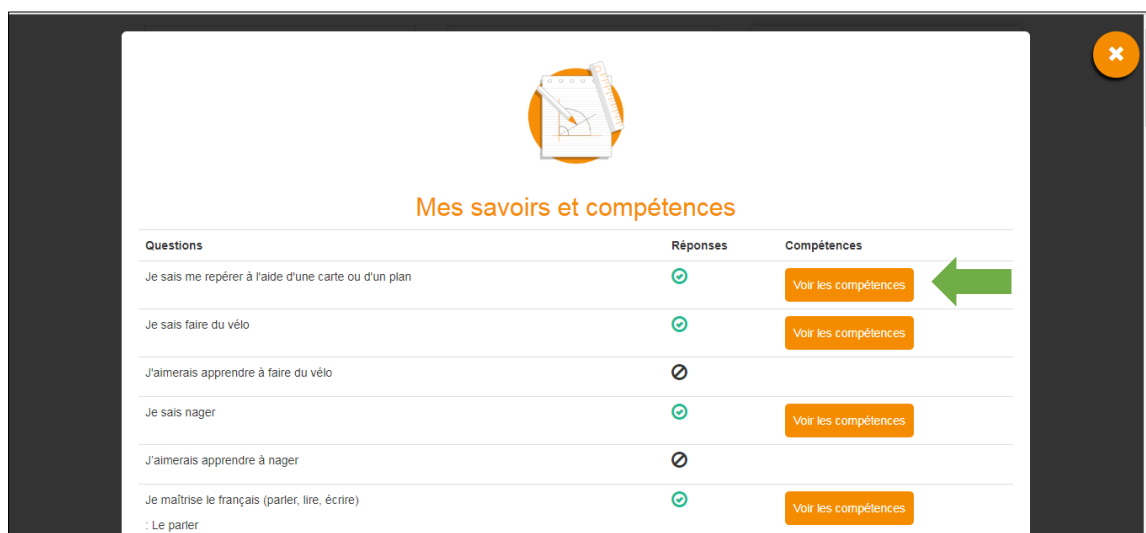 Mes savoirs et compétences
Questions Réponses Compétences
Je sais me repérer à l'aide d'une carte ou d'un plan Voir les compétences
Je sais faire du vélo Voir les compétences
J'aimerais apprendre à faire du vélo
Je sais nager Voir les compétences
J'aimerais apprendre à nager
Je maîtrise le français (parler, lire, écrire) Voir les compétences
: Le parler